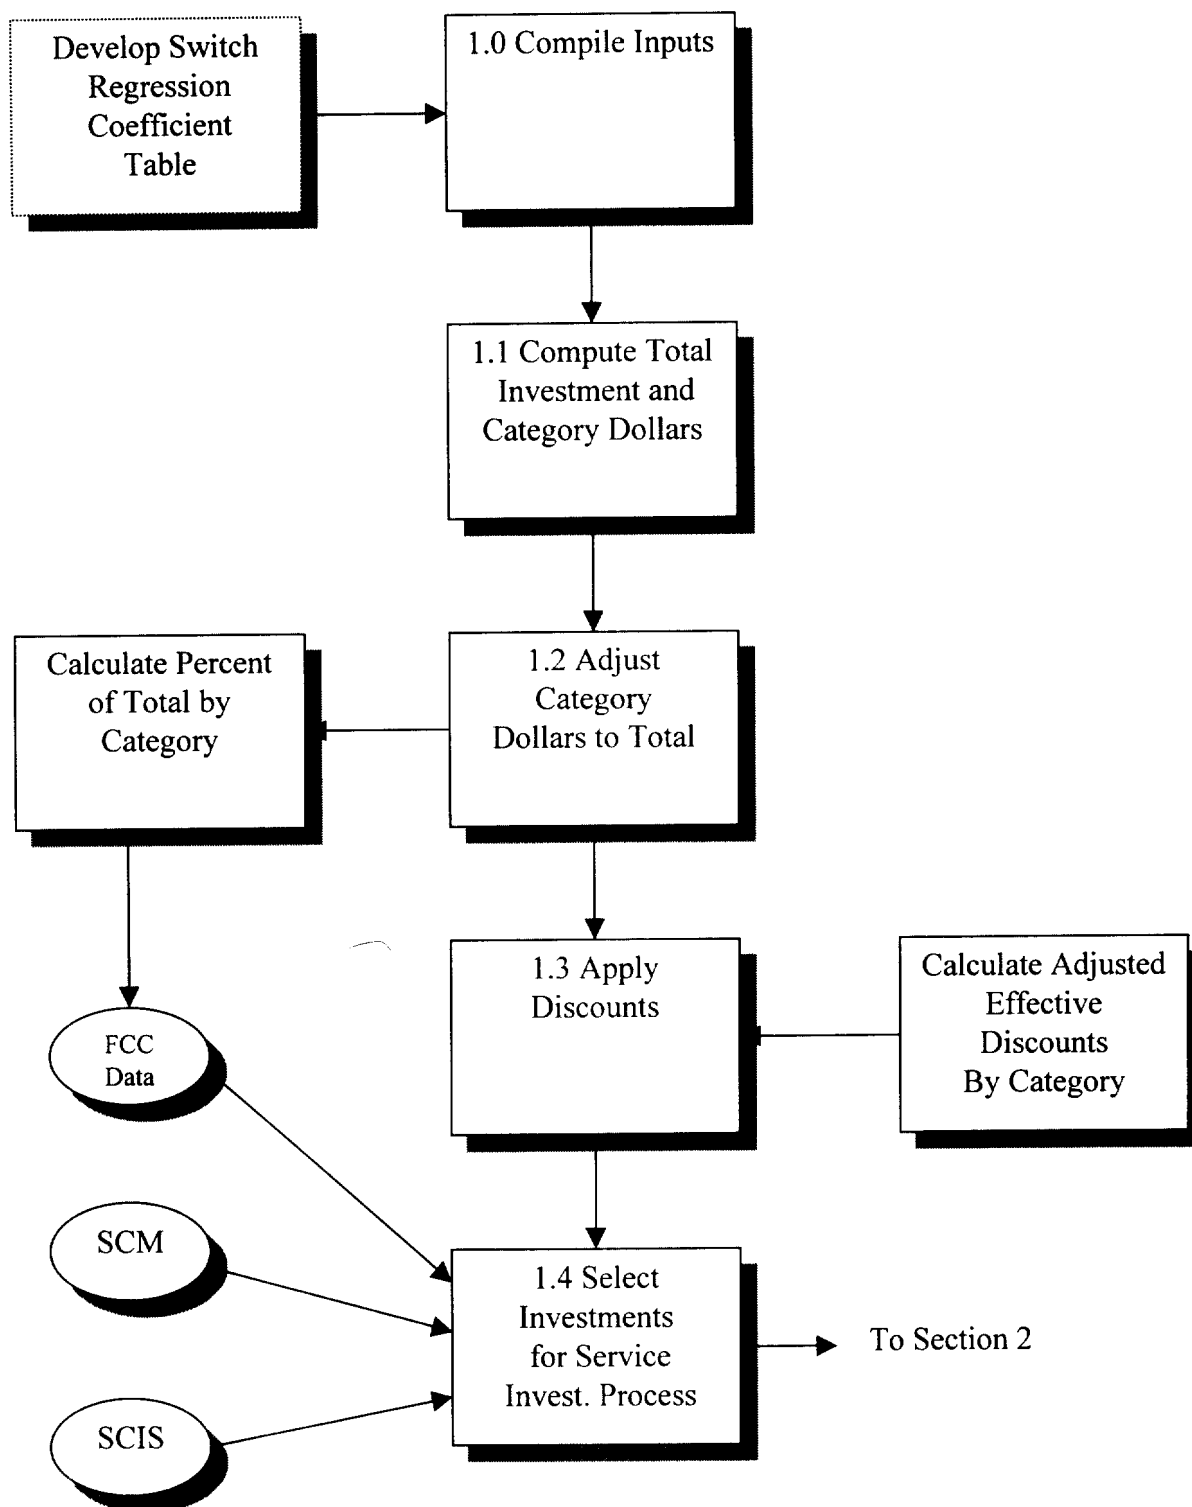 Develop Switch
Regression
Coefficient
Table
1.0 Compile Inputs
1.1 Compute Total
Investment and
Category Dollars
Calculate Percent
of Total by
Category
1.2 Adjust
Category
Dollars to Total
1.3 Apply
Discounts
Calculate Adjusted
Effective
Discounts
By Category
FCC
Data
SCM
SCIS
1.4 Select
Investments
for Service
Invest. Process
To Section 2